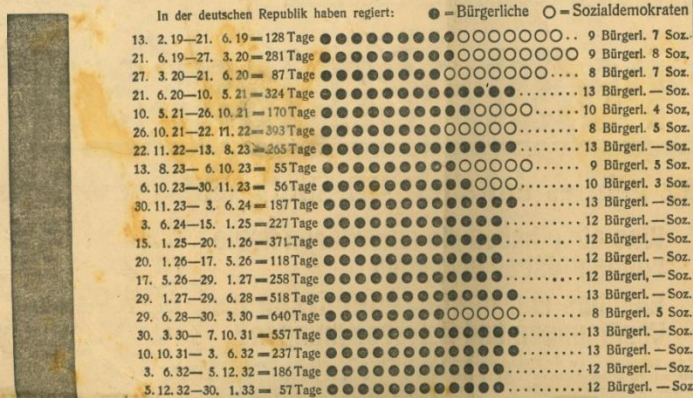 In der deutschen Republik haben regiert: ● = Bürgerliche ○ = Sozialdemokraten
13. 2. 19—21. 6. 19 = 128 Tage ●●●●●●●●●○○○○○○○ .. 9 Bürgerl. 7 Soz.
21. 6. 19—27. 3. 20 = 281 Tage ●●●●●●●●●○○○○○○○○ 9 Bürgerl. 8 Soz.
27. 3. 20—21. 6. 20 = 87 Tage ●●●●●●●●○○○○○○○ ... 8 Bürgerl. 7 Soz.
21. 6. 20—10. 5. 21 = 324 Tage ●●●●●●●●●●●●● ...... 13 Bürgerl. — Soz.
10. 5. 21—26. 10. 21 = 170 Tage ●●●●●●●●●●○○○○ ..... 10 Bürgerl. 4 Soz.
26. 10. 21—22. 11. 22 = 393 Tage ●●●●●●●●○○○○○ ...... 8 Bürgerl. 5 Soz.
22. 11. 22—13. 8. 23 = 265 Tage ●●●●●●●●●●●●● ...... 13 Bürgerl. — Soz.
13. 8. 23— 6. 10. 23 = 55 Tage ●●●●●●●●●○○○○○ ..... 9 Bürgerl. 5 Soz.
6. 10. 23—30. 11. 23 = 56 Tage ●●●●●●●●●●○○○ ...... 10 Bürgerl. 3 Soz.
30. 11. 23— 3. 6. 24 = 187 Tage ●●●●●●●●●●●●● ...... 13 Bürgerl. — Soz.
3. 6. 24—15. 1. 25 = 227 Tage ●●●●●●●●●●●● ....... 12 Bürgerl. — Soz.
15. 1. 25—20. 1. 26 = 371 Tage ●●●●●●●●●●●● ....... 12 Bürgerl. — Soz.
20. 1. 26—17. 5. 26 = 118 Tage ●●●●●●●●●●●● ....... 12 Bürgerl. — Soz.
17. 5. 26—29. 1. 27 = 258 Tage ●●●●●●●●●●●● ....... 12 Bürgerl. — Soz.
29. 1. 27—29. 6. 28 = 518 Tage ●●●●●●●●●●●●● ...... 13 Bürgerl. — Soz.
29. 6. 28—30. 3. 30 = 640 Tage ●●●●●●●●○○○○○ ...... 8 Bürgerl. 5 Soz.
30. 3. 30— 7. 10. 31 = 557 Tage ●●●●●●●●●●●●● ...... 13 Bürgerl. — Soz.
10. 10. 31— 3. 6. 32 = 237 Tage ●●●●●●●●●●●●● ...... 13 Bürgerl. — Soz.
3. 6. 32— 5. 12. 32 = 186 Tage ●●●●●●●●●●●● ....... 12 Bürgerl. — Soz.
5. 12. 32—30. 1. 33 = 57 Tage ●●●●●●●●●●●● ....... 12 Bürgerl. — Soz.